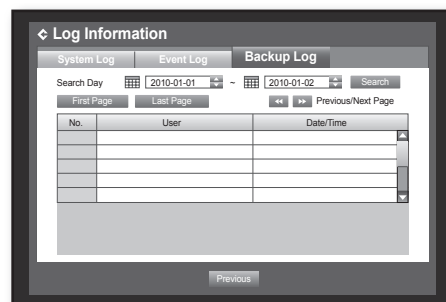 Log Information
System Log Event Log Backup Log
Search Day 2010-01-01 ~ 2010-01-02 Search
First Page Last Page Previous/Next Page
No. User Date/Time
Previous